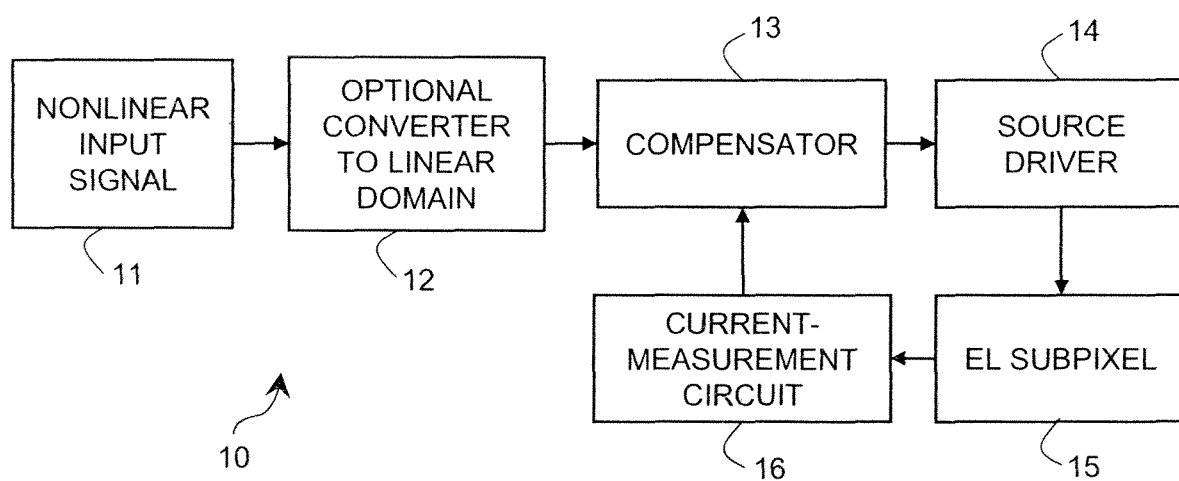 13
14
NONLINEAR
INPUT
SIGNAL
OPTIONAL
CONVERTER
TO LINEAR
DOMAIN
COMPENSATOR
SOURCE
DRIVER
11
12
CURRENT-
MEASUREMENT
CIRCUIT
EL SUBPIXEL
10
16
15